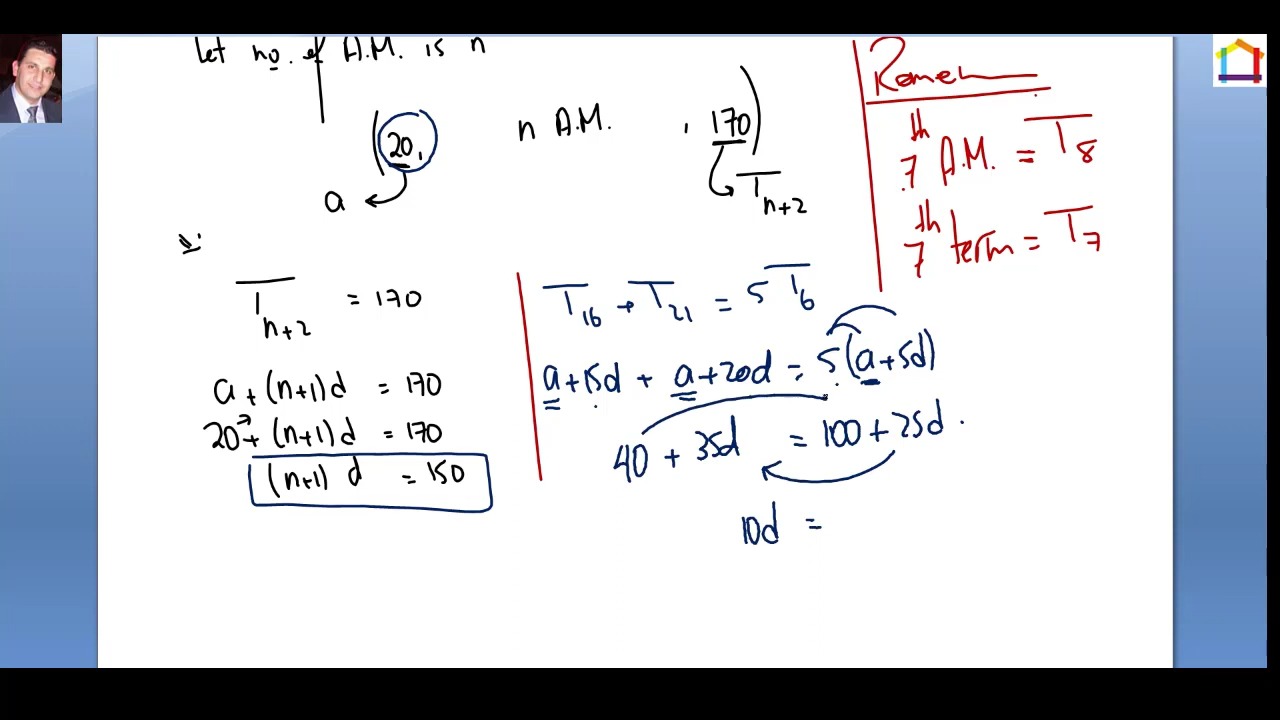 Let no. of A.M. is n
(20, n A.M. , 170)
a
T n+2
Remem
7th A.M. = T8
7th term = T7
T n+2 = 170
a + (n+1)d = 170
20 + (n+1)d = 170
(n+1) d = 150
T16 + T21 = 5 T6
a + 15d + a + 20d = 5(a + 5d)
40 + 35d = 100 + 25d .
10d =